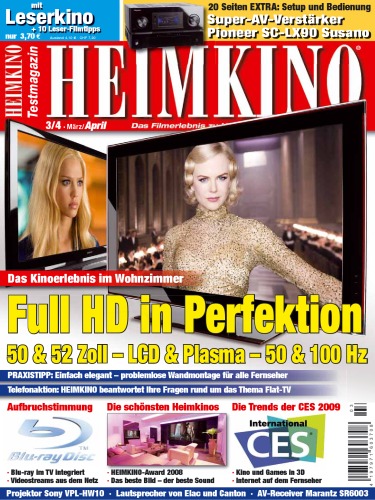 mit
Leserkino
+ 10 Leser-Filmtipps
nur 3,70 €
20 Seiten EXTRA: Setup und Bedienung
Super-AV-Verstärker
Pioneer SC-LX90 Susano
HEIMKINO
Testmagazin
HEIMKINO
3/4 - März/April
Das Filmerlebnis zu
Das Kinoerlebnis im Wohnzimmer
Full HD in Perfektion
50 & 52 Zoll – LCD & Plasma – 50 & 100 Hz
PRAXISTIPP: Einfach elegant – problemlose Wandmontage für alle Fernseher
Telefonaktion: HEIMKINO beantwortet Ihre Fragen rund um das Thema Flat-TV
Aufbruchstimmung
Blu-ray Disc
- Blu-ray im TV integriert
- Videostreams aus dem Netz
Die schönsten Heimkinos
- HEIMKINO-Award 2008
- Das beste Bild – der beste Sound
Die Trends der CES 2009
International
CES
- Kino und Games in 3D
- Internet auf dem Fernseher
Projektor Sony VPL-HW10 · Lautsprecher von Elac und Canton · AV-Receiver Marantz SR6003